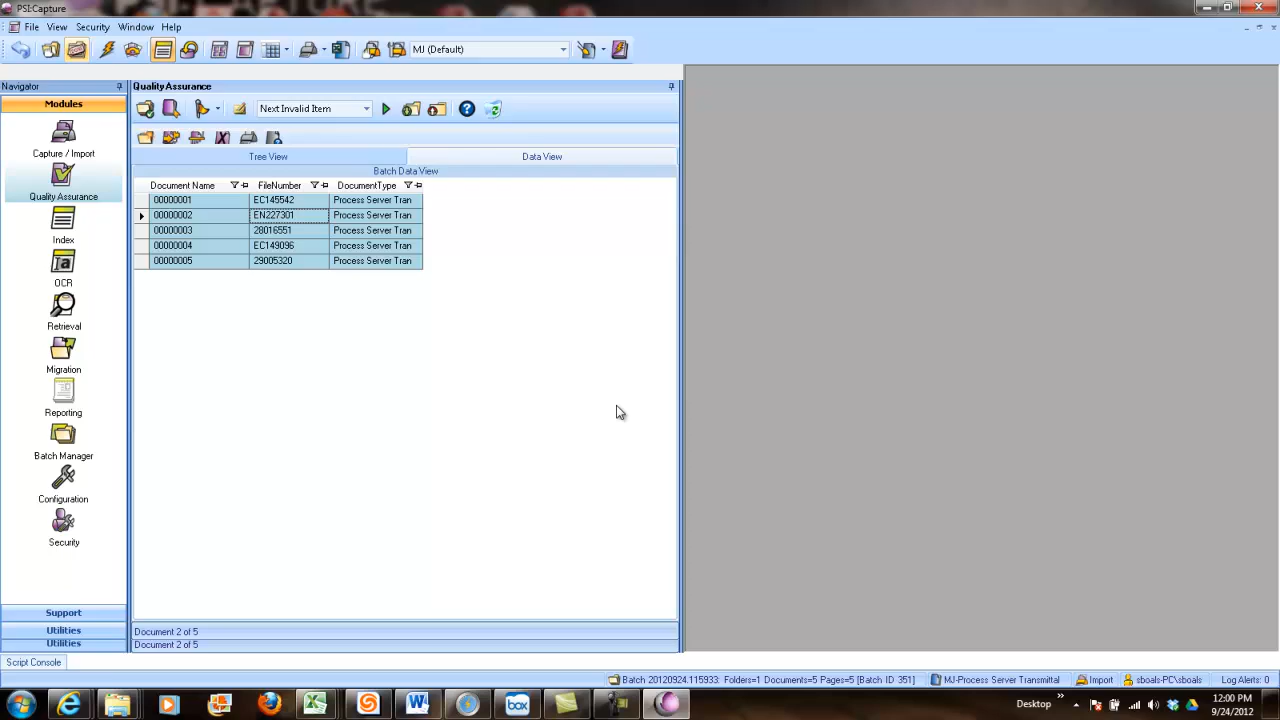 PSI:Capture
File View Security Window Help
MJ (Default)
Navigator
Quality Assurance
Modules
Next Invalid Item
Capture / Import
Tree View Data View
Batch Data View
Document Name FileNumber DocumentType
00000001 EC145542 Process Server Tran
00000002 EN227301 Process Server Tran
00000003 28016551 Process Server Tran
00000004 EC149096 Process Server Tran
00000005 29005320 Process Server Tran
Quality Assurance
Index
OCR
Retrieval
Migration
Reporting
Batch Manager
Configuration
Security
Support
Utilities
Utilities
Document 2 of 5
Document 2 of 5
Script Console
Batch 20120924.115933: Folders=1 Documents=5 Pages=5 [Batch ID 351] MJ-Process Server Transmittal Import sboals-PC\sboals Log Alerts: 0
box
Desktop
12:00 PM
9/24/2012